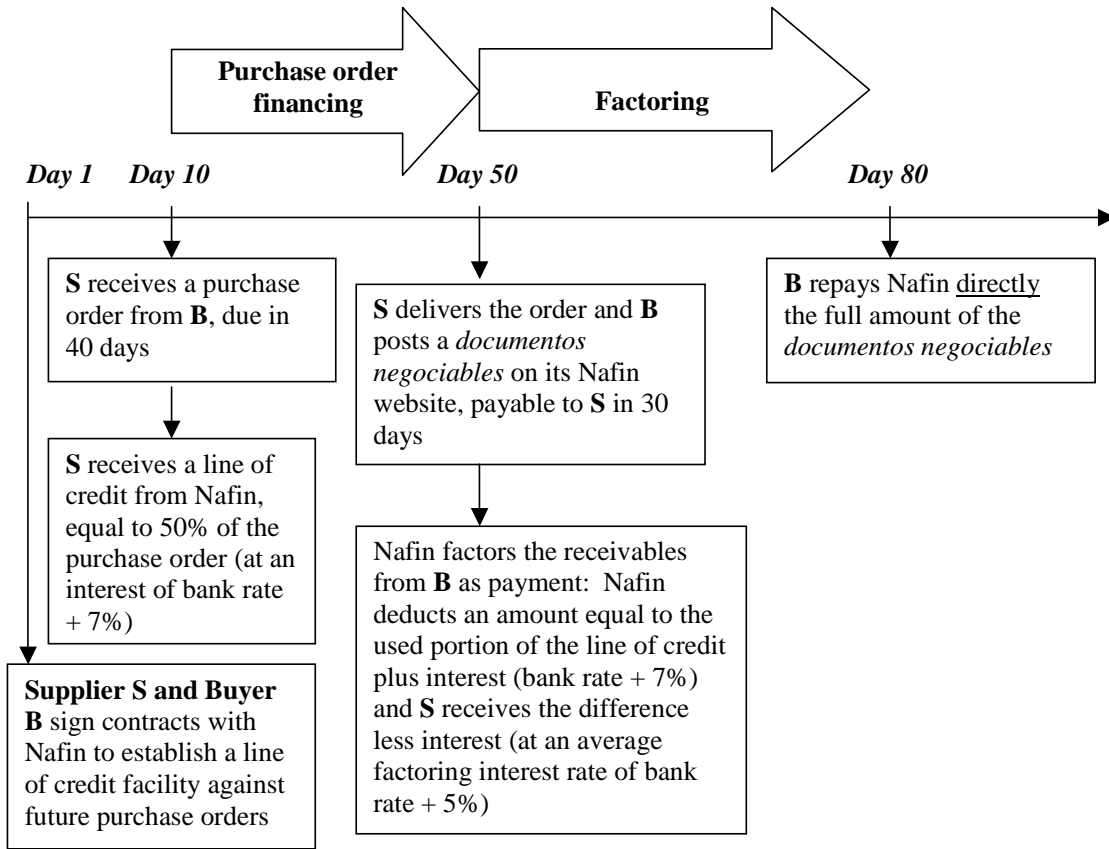 Purchase order
financing
Factoring
Day 1
Day 10
Day 50
Day 80
S receives a purchase
order from B, due in
40 days
S delivers the order and B
posts a documentos
negociables on its Nafin
website, payable to S in 30
days
B repays Nafin directly
the full amount of the
documentos negociables
S receives a line of
credit from Nafin,
equal to 50% of the
purchase order (at an
interest of bank rate
+ 7%)
Nafin factors the receivables
from B as payment:  Nafin
deducts an amount equal to the
used portion of the line of credit
plus interest (bank rate + 7%)
and S receives the difference
less interest (at an average
factoring interest rate of bank
rate + 5%)
Supplier S and Buyer
B sign contracts with
Nafin to establish a line
of credit facility against
future purchase orders